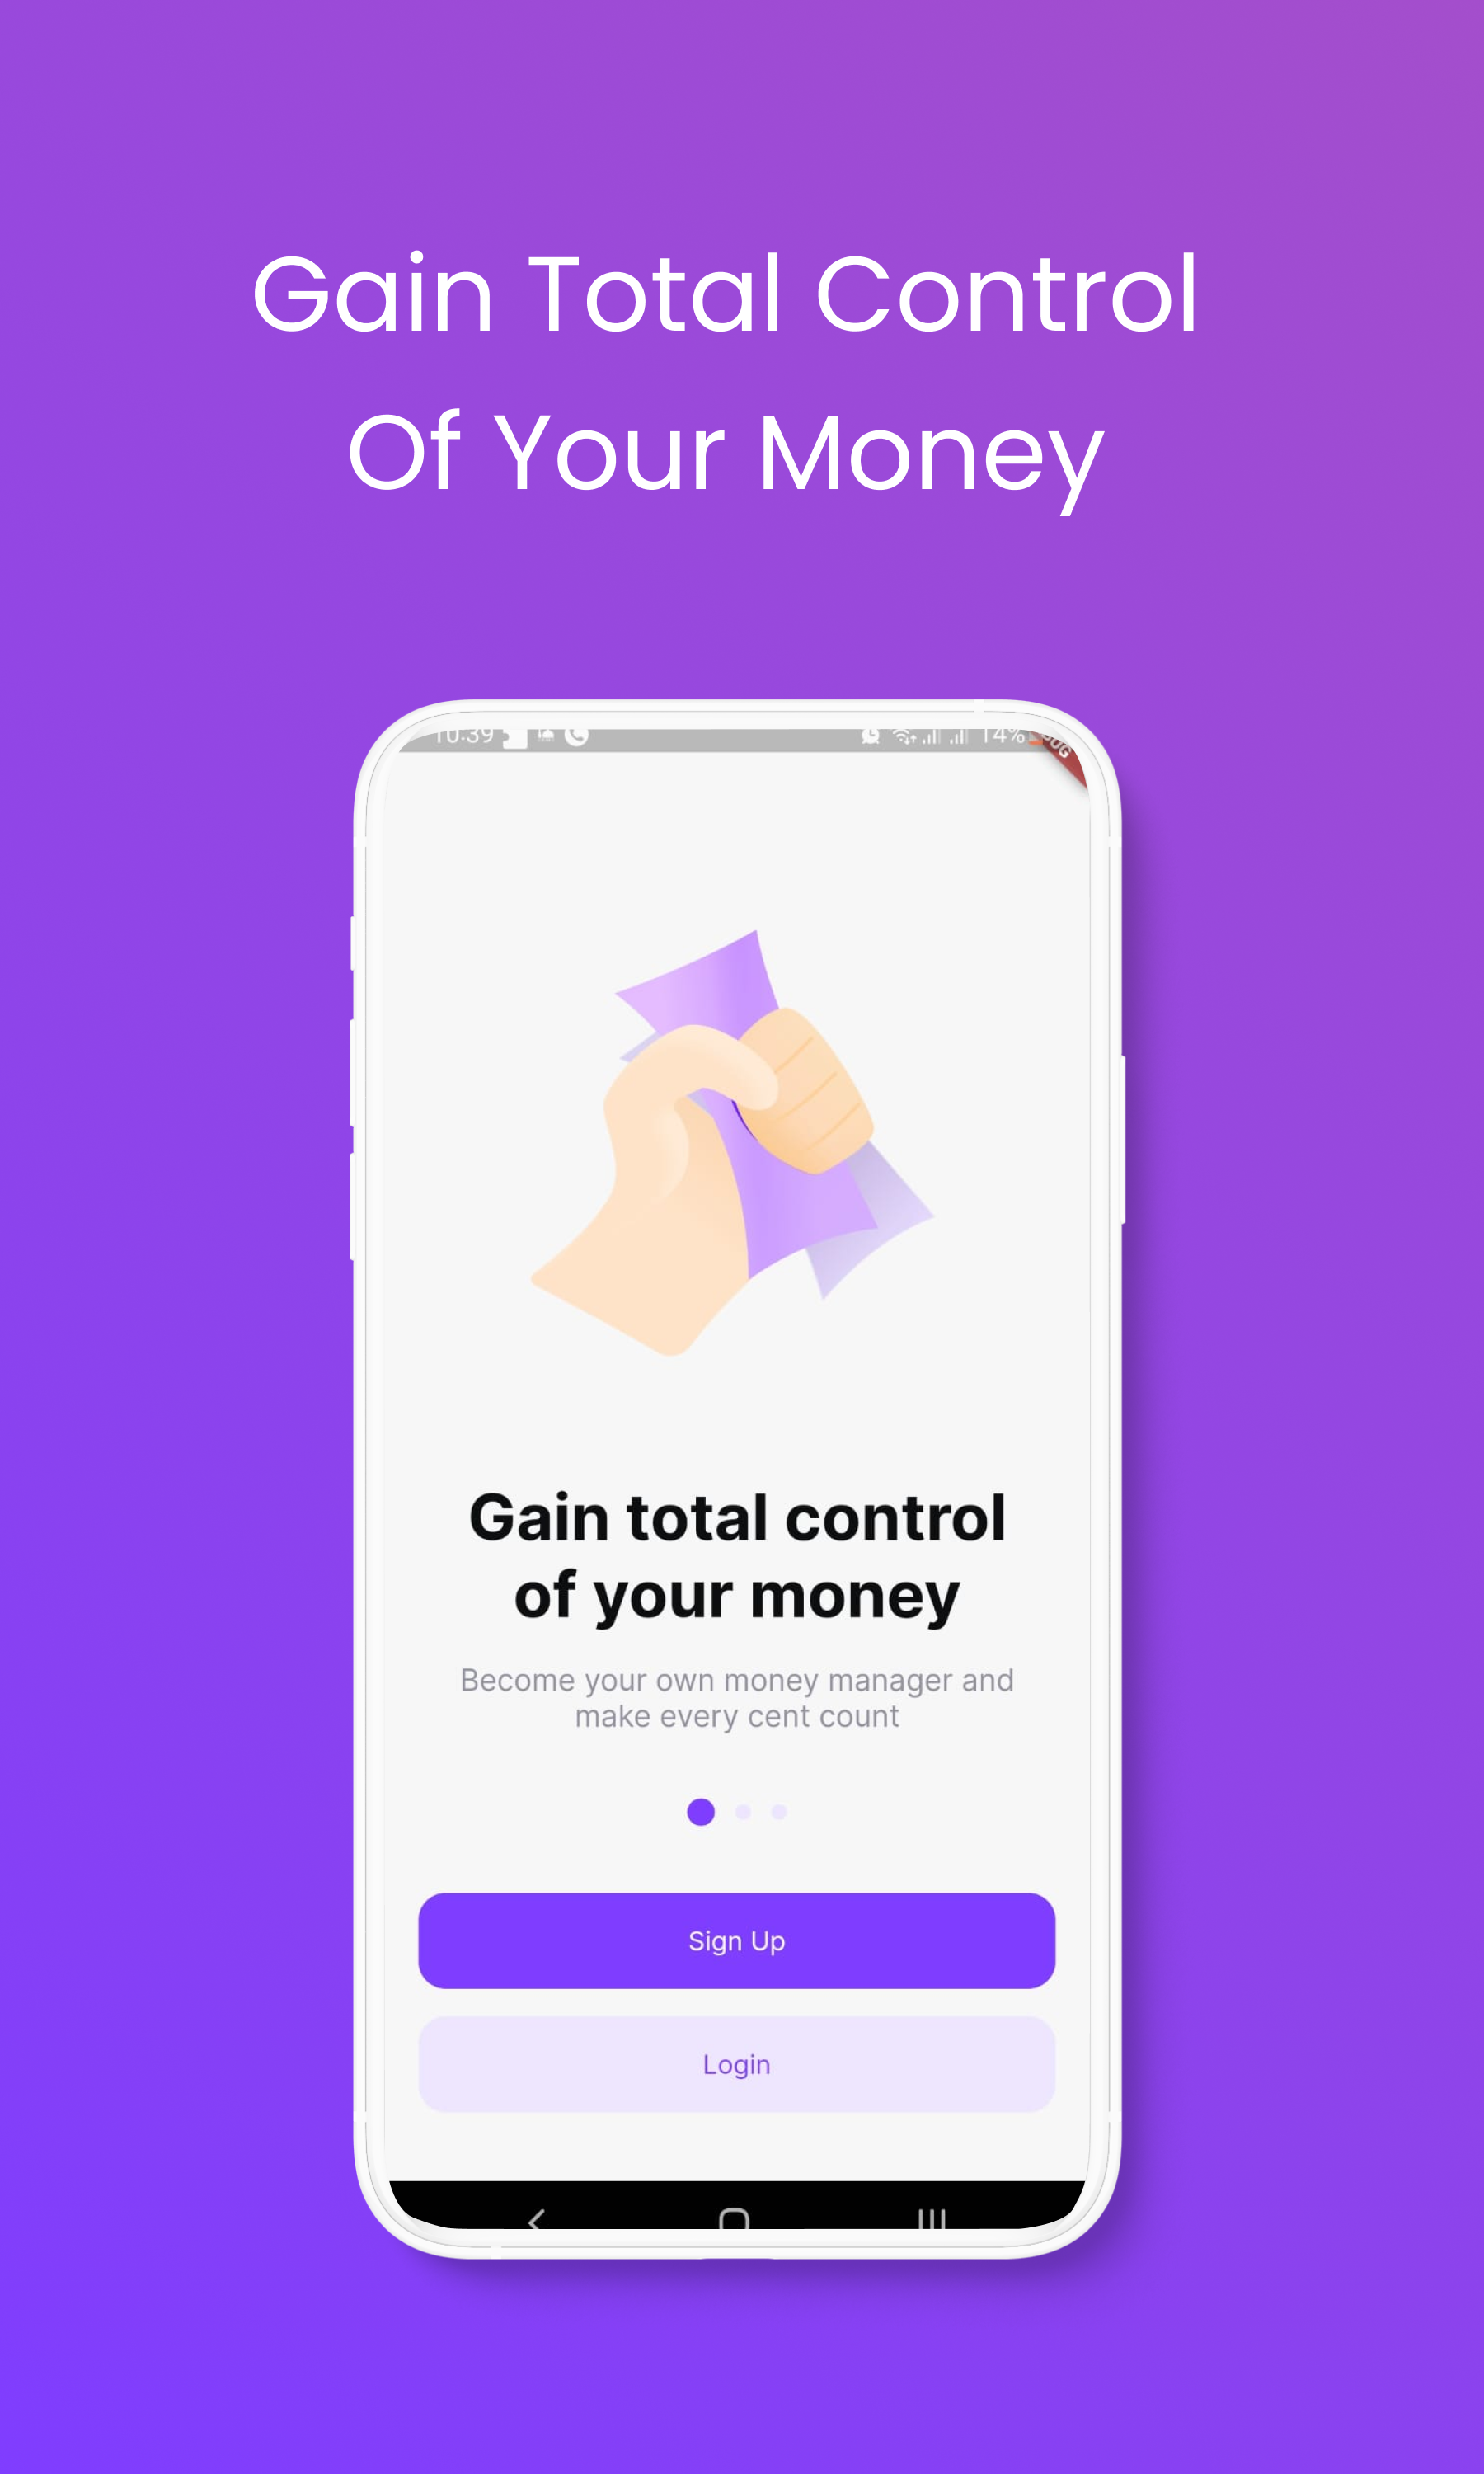 Gain Total Control
Of Your Money
10:39 14%
Gain total control
of your money
Become your own money manager and
make every cent count
Sign Up
Login